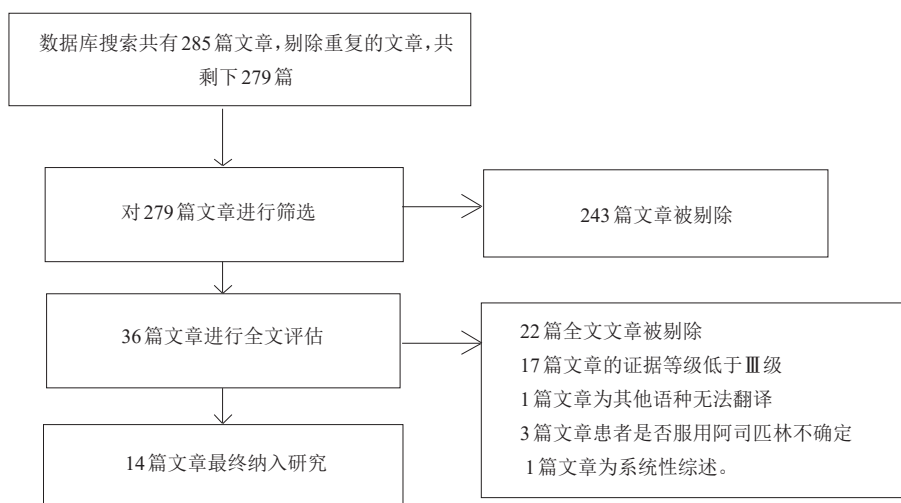 数据库搜索共有285篇文章,剔除重复的文章,共
剩下279篇
对279篇文章进行筛选
243篇文章被剔除
36篇文章进行全文评估
22篇全文文章被剔除
17篇文章的证据等级低于Ⅲ级
1篇文章为其他语种无法翻译
3篇文章患者是否服用阿司匹林不确定
1篇文章为系统性综述。
14篇文章最终纳入研究